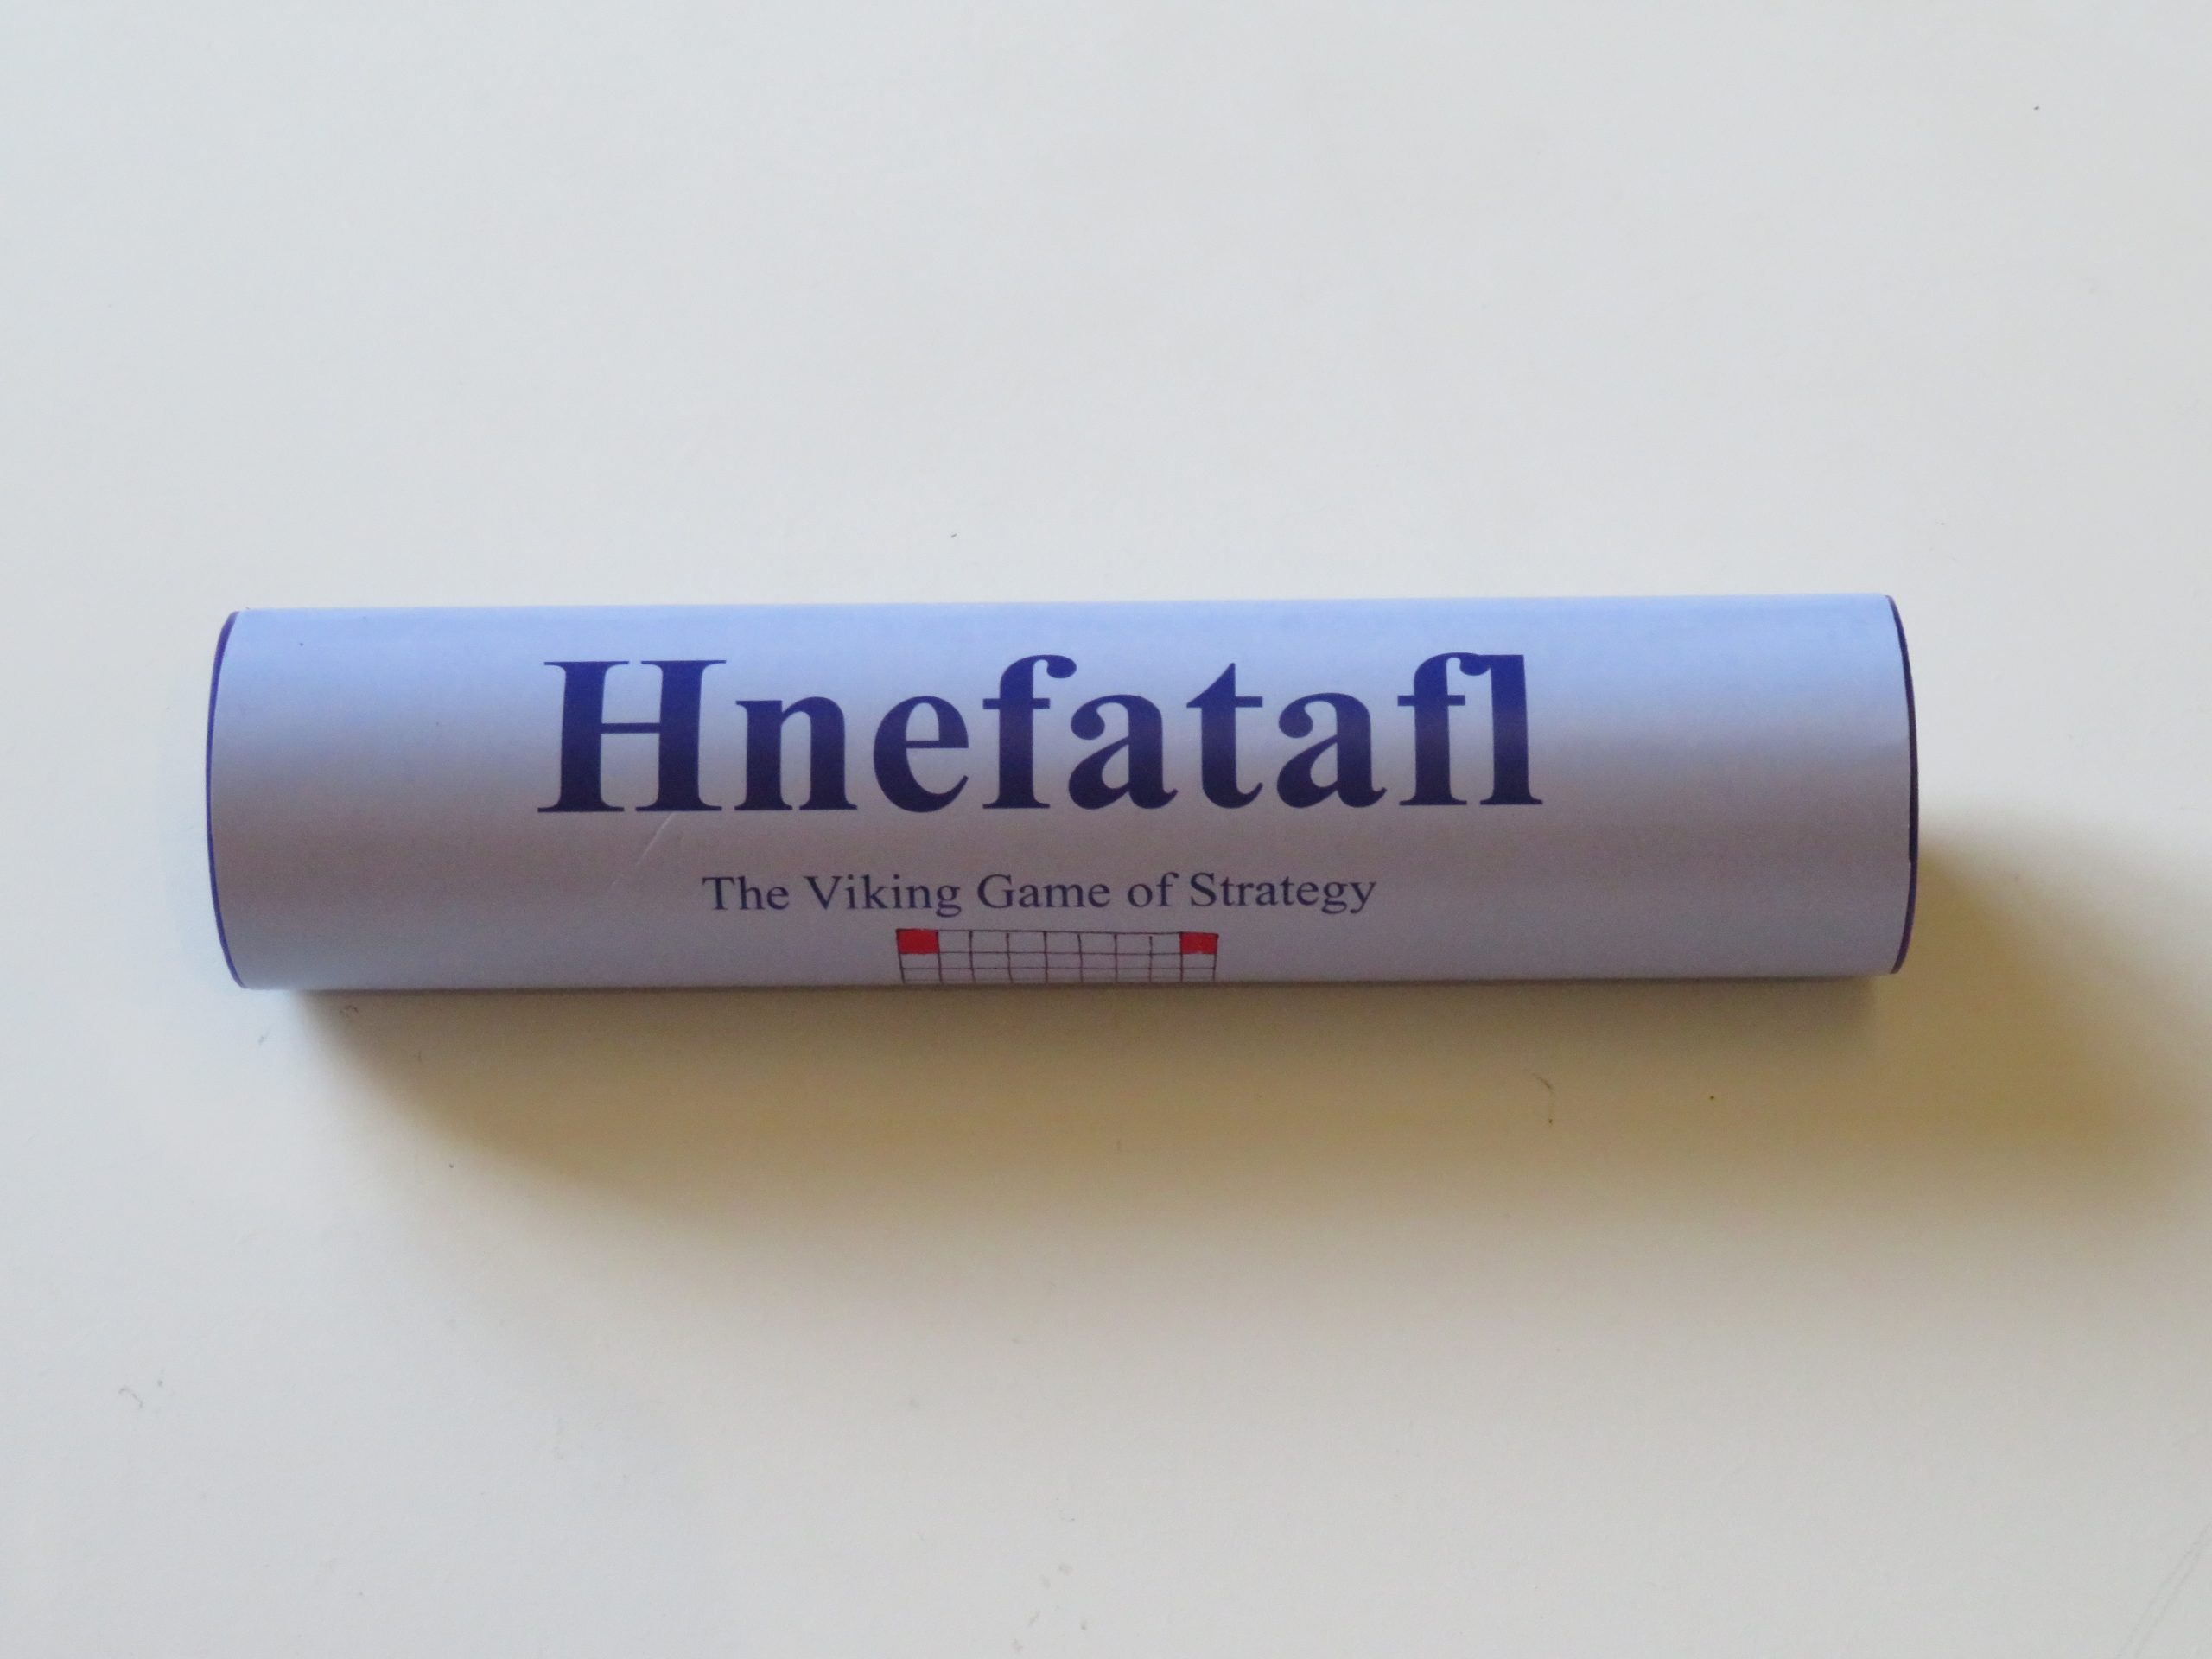 Hnefatafl
The Viking Game of Strategy